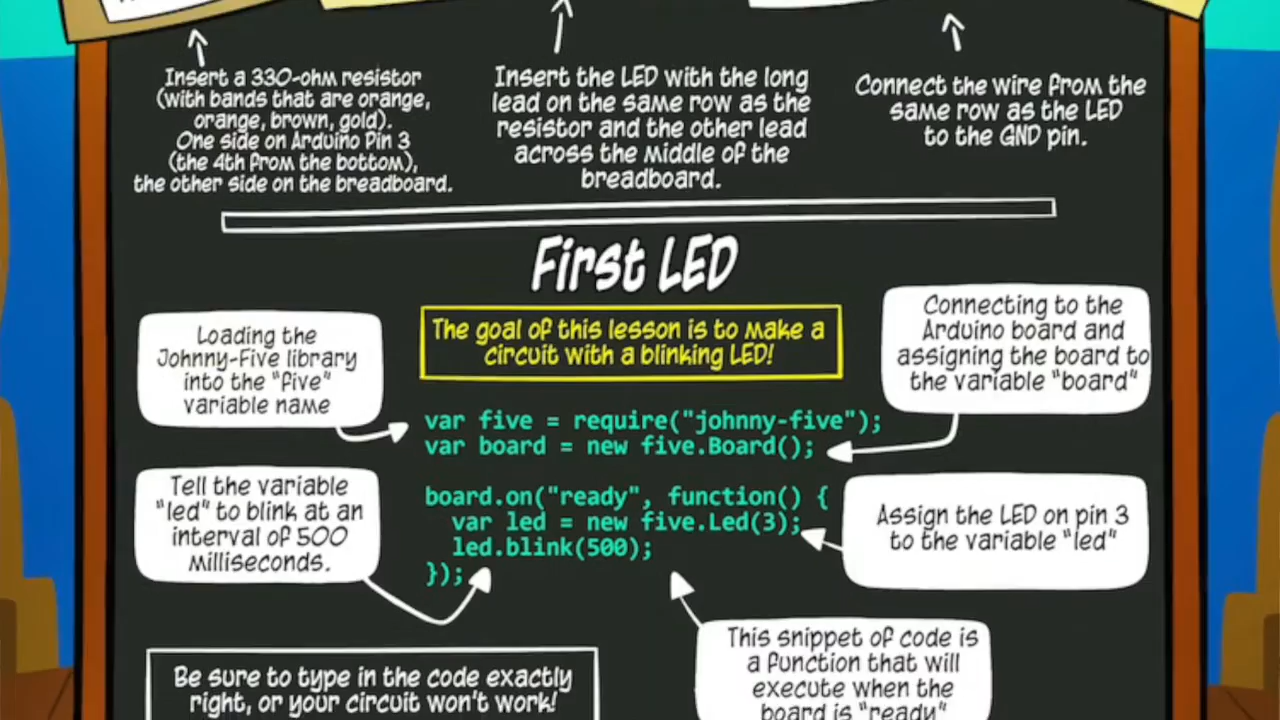 Insert a 330-ohm resistor
(with bands that are orange,
orange, brown, gold).
One side on Arduino Pin 3
(the 4th from the bottom),
the other side on the breadboard.
Insert the LED with the long
lead on the same row as the
resistor and the other lead
across the middle of the
breadboard.
Connect the wire from the
same row as the LED
to the GND pin.
First LED
The goal of this lesson is to make a
circuit with a blinking LED!
Loading the
Johnny-Five library
into the "five"
variable name
Connecting to the
Arduino board and
assigning the board to
the variable "board"
var five = require("johnny-five");
var board = new five.Board();
board.on("ready", function() {
var led = new five.Led(3);
led.blink(500);
});
Tell the variable
"led" to blink at an
interval of 500
milliseconds.
Assign the LED on pin 3
to the variable "led"
This snippet of code is
a function that will
execute when the
board is "ready"
Be sure to type in the code exactly
right, or your circuit won't work!